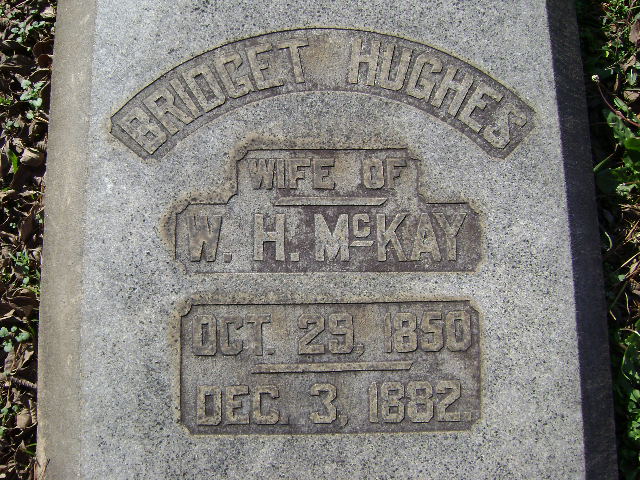 BRIDGET HUGHES
WIFE OF
W. H. McKAY
OCT. 29, 1850
DEC. 3, 1882.